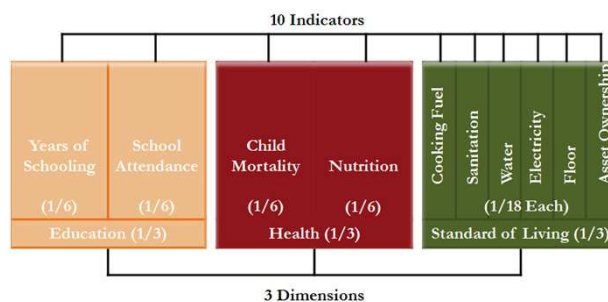 10 Indicators
Years of
Schooling
(1/6)
School
Attendance
(1/6)
Education (1/3)
Child
Mortality
(1/6)
Nutrition
(1/6)
Health (1/3)
Cooking Fuel
Sanitation
Water
Electricity
Floor
Asset Ownership
(1/18 Each)
Standard of Living (1/3)
3 Dimensions